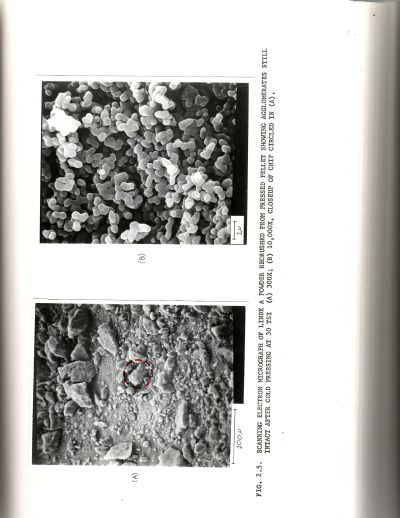 (A)
(B)
100μ
1μ
FIG. 2.5. SCANNING ELECTRON MICROGRAPH OF LINDE A POWDER RECRUSHED FROM PRESSED PELLET SHOWING AGGLOMERATES STILL
INTACT AFTER COLD PRESSING AT 30 TSI (A) 300X; (B) 10,000X, CLOSEUP OF CHIP CIRCLED IN (A).